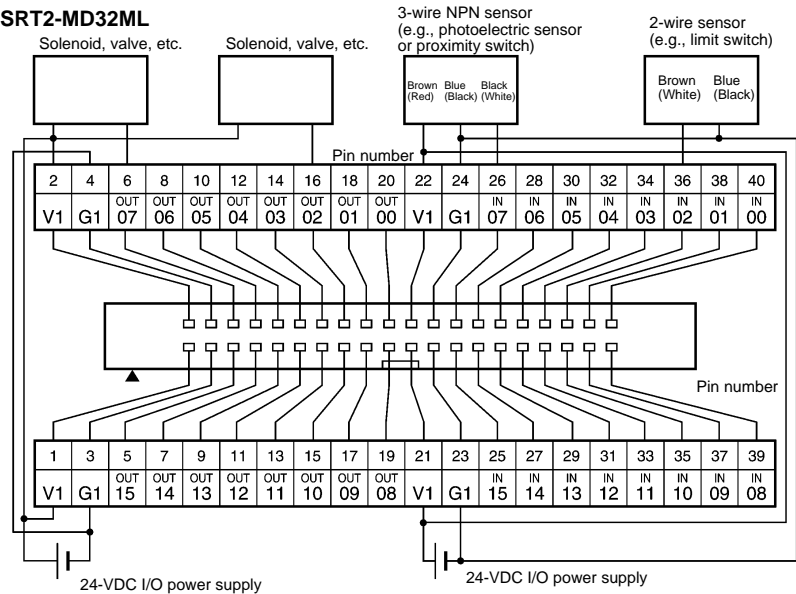 SRT2-MD32ML
Solenoid, valve, etc.
Solenoid, valve, etc.
3-wire NPN sensor
(e.g., photoelectric sensor
or proximity switch)
2-wire sensor
(e.g., limit switch)
Brown Blue Black
(Red) (Black) (White)
Brown Blue
(White) (Black)
Pin number
2 4 6 8 10 12 14 16 18 20 22 24 26 28 30 32 34 36 38 40
OUT OUT OUT OUT OUT OUT OUT OUT IN IN IN IN IN IN IN IN
V1 G1 07 06 05 04 03 02 01 00 V1 G1 07 06 05 04 03 02 01 00
Pin number
1 3 5 7 9 11 13 15 17 19 21 23 25 27 29 31 33 35 37 39
OUT OUT OUT OUT OUT OUT OUT OUT IN IN IN IN IN IN IN IN
V1 G1 15 14 13 12 11 10 09 08 V1 G1 15 14 13 12 11 10 09 08
24-VDC I/O power supply
24-VDC I/O power supply